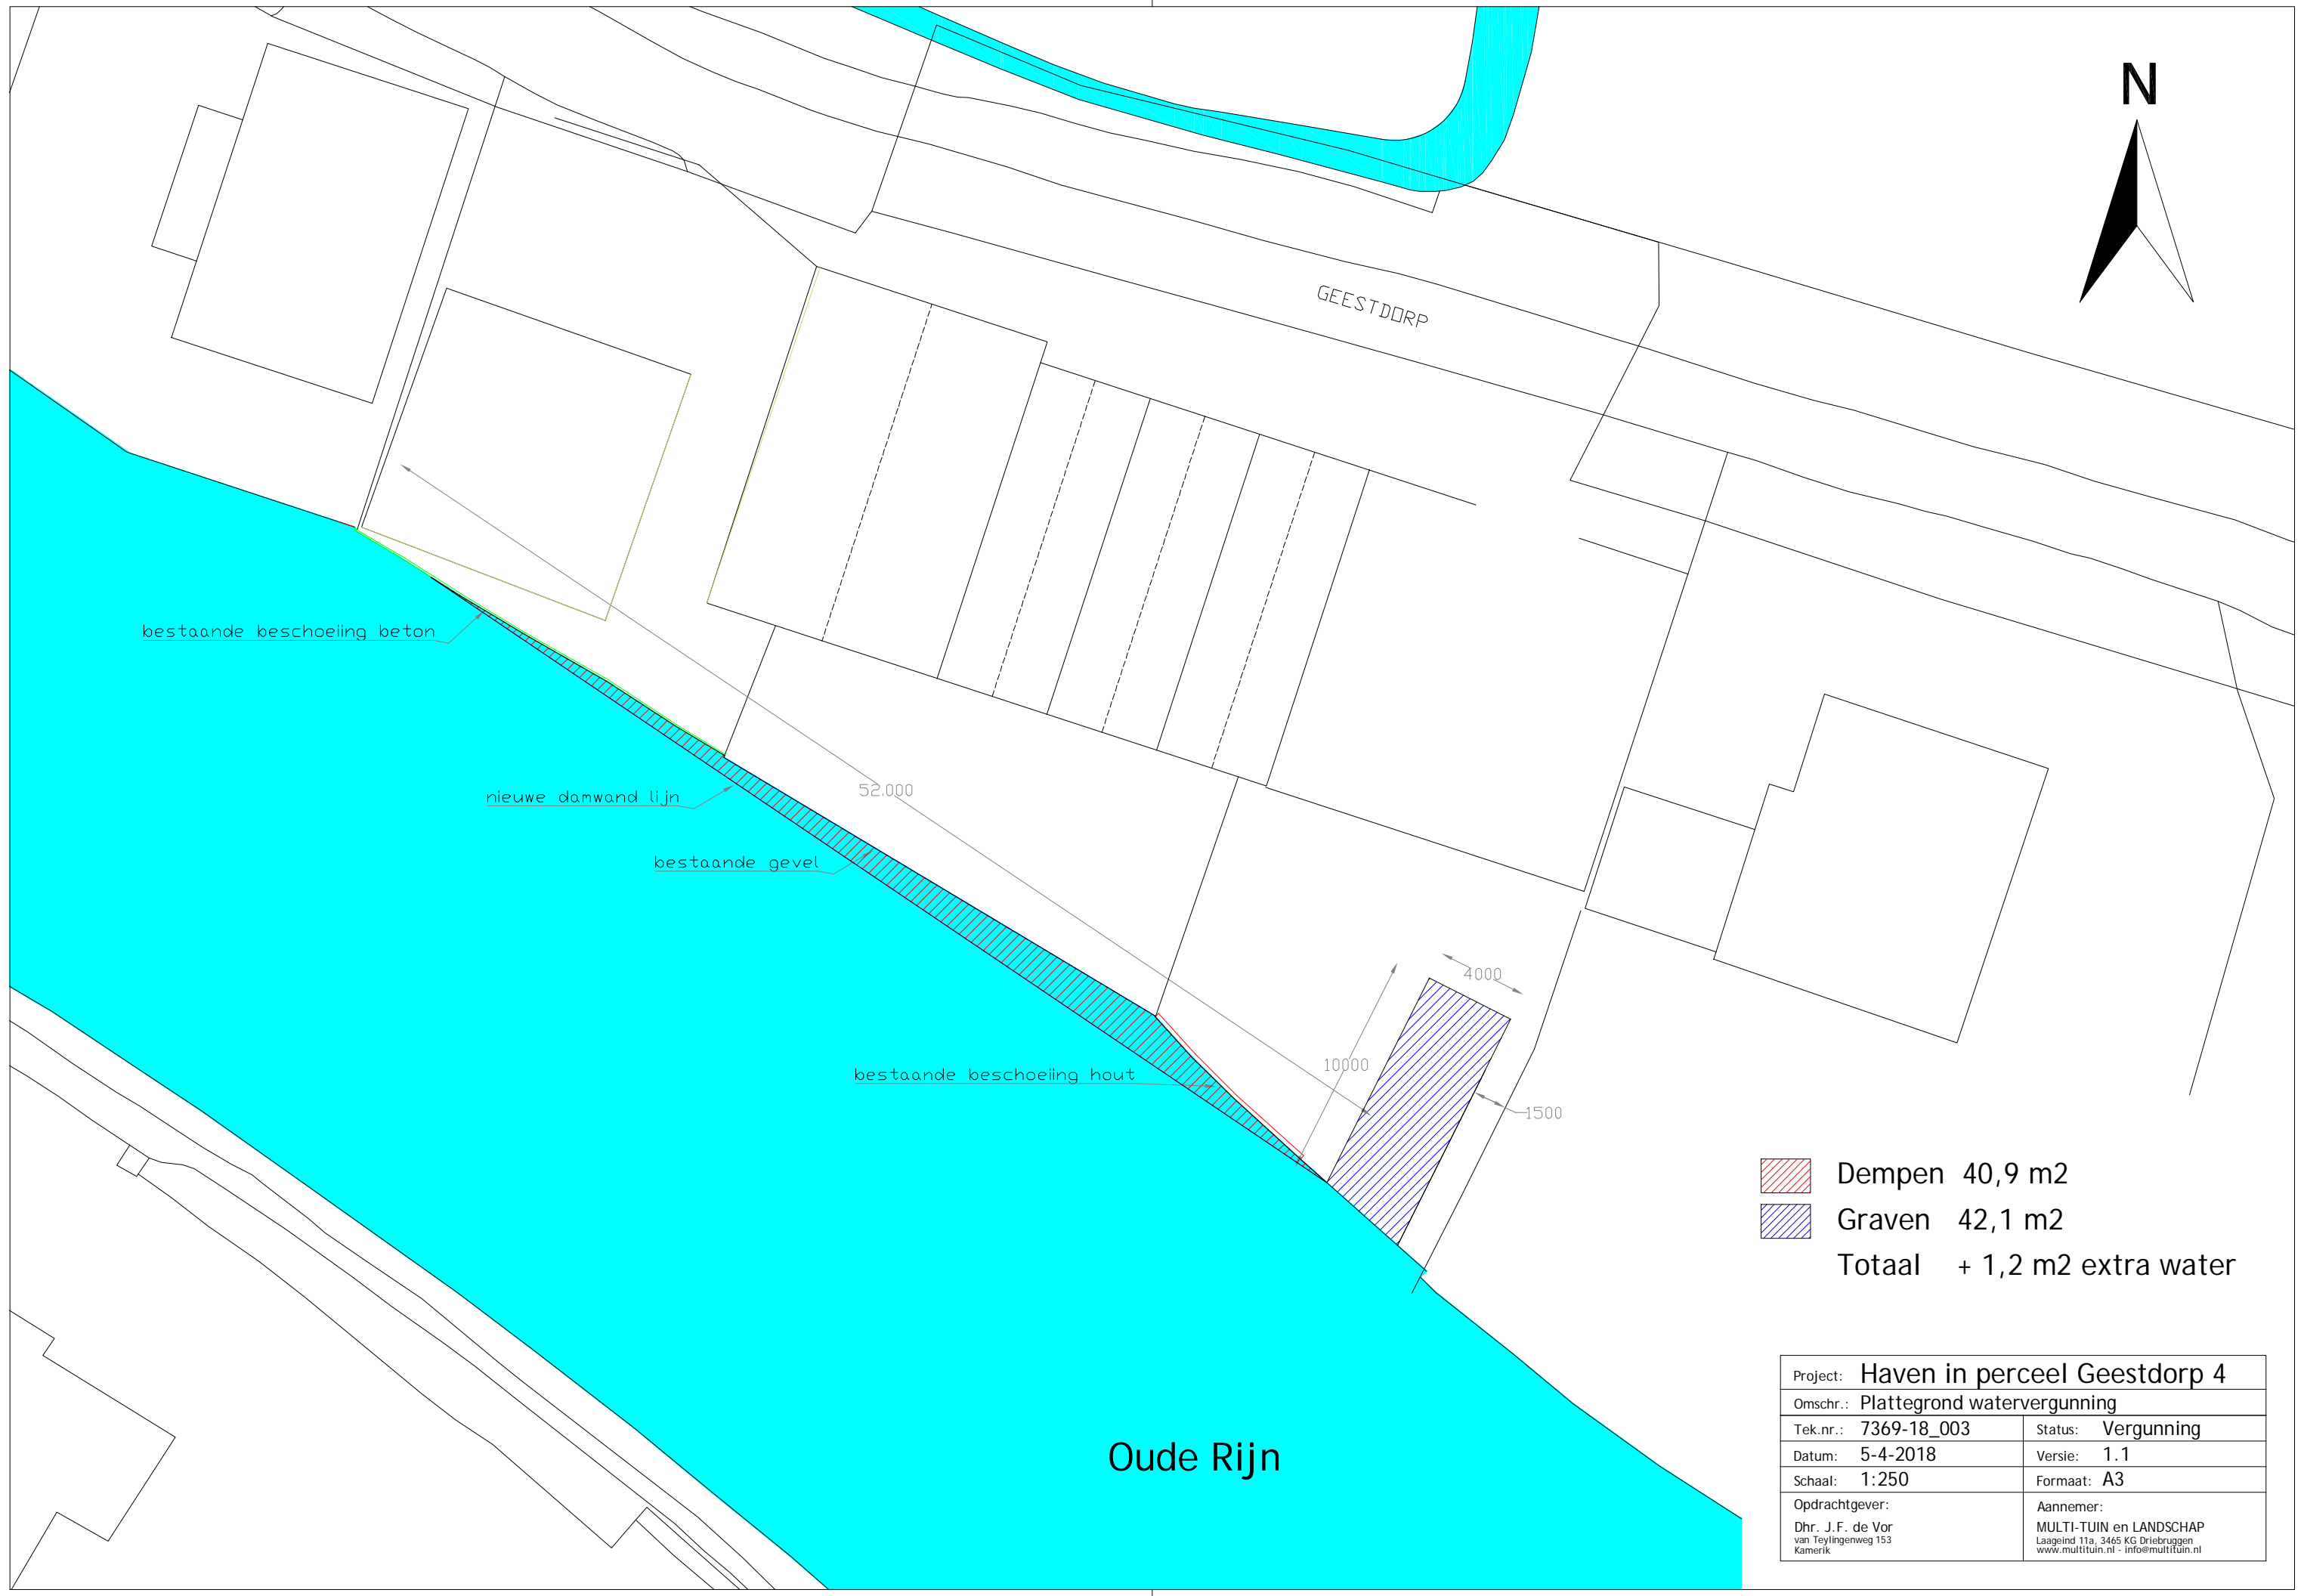 N
GEESTDORP
bestaande beschoeiing beton
nieuwe damwand lijn
52.000
bestaande gevel
4000
10000
bestaande beschoeiing hout
1500
Dempen 40,9 m2
Graven 42,1 m2
Totaal + 1,2 m2 extra water
Oude Rijn
Project: Haven in perceel Geestdorp 4
Omschr.: Plattegrond watervergunning
Tek.nr.: 7369-18_003 Status: Vergunning
Datum: 5-4-2018 Versie: 1.1
Schaal: 1:250 Formaat: A3
Opdrachtgever: Aannemer:
Dhr. J.F. de Vor MULTI-TUIN en LANDSCHAP
van Teylingenweg 153 Laageind 11a, 3465 KG Driebruggen
Kamerik www.multituin.nl - info@multituin.nl